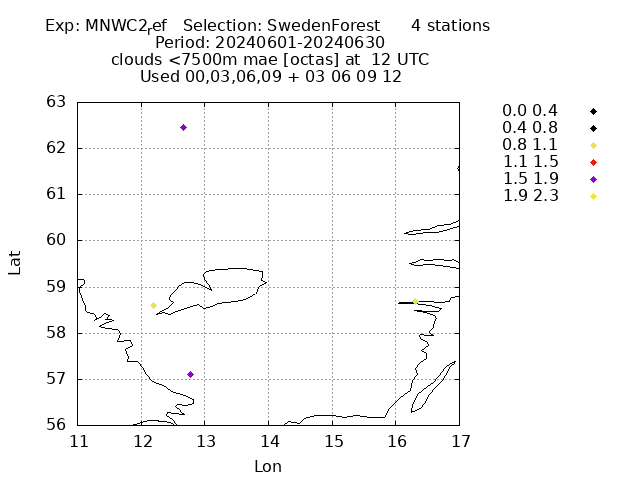 Exp: MNWC2ref Selection: SwedenForest 4 stations
Period: 20240601-20240630
clouds <7500m mae [octas] at 12 UTC
Used 00,03,06,09 + 03 06 09 12
0.0 0.4
0.4 0.8
0.8 1.1
1.1 1.5
1.5 1.9
1.9 2.3
63
62
61
60
59
58
57
56
Lat
11 12 13 14 15 16 17
Lon